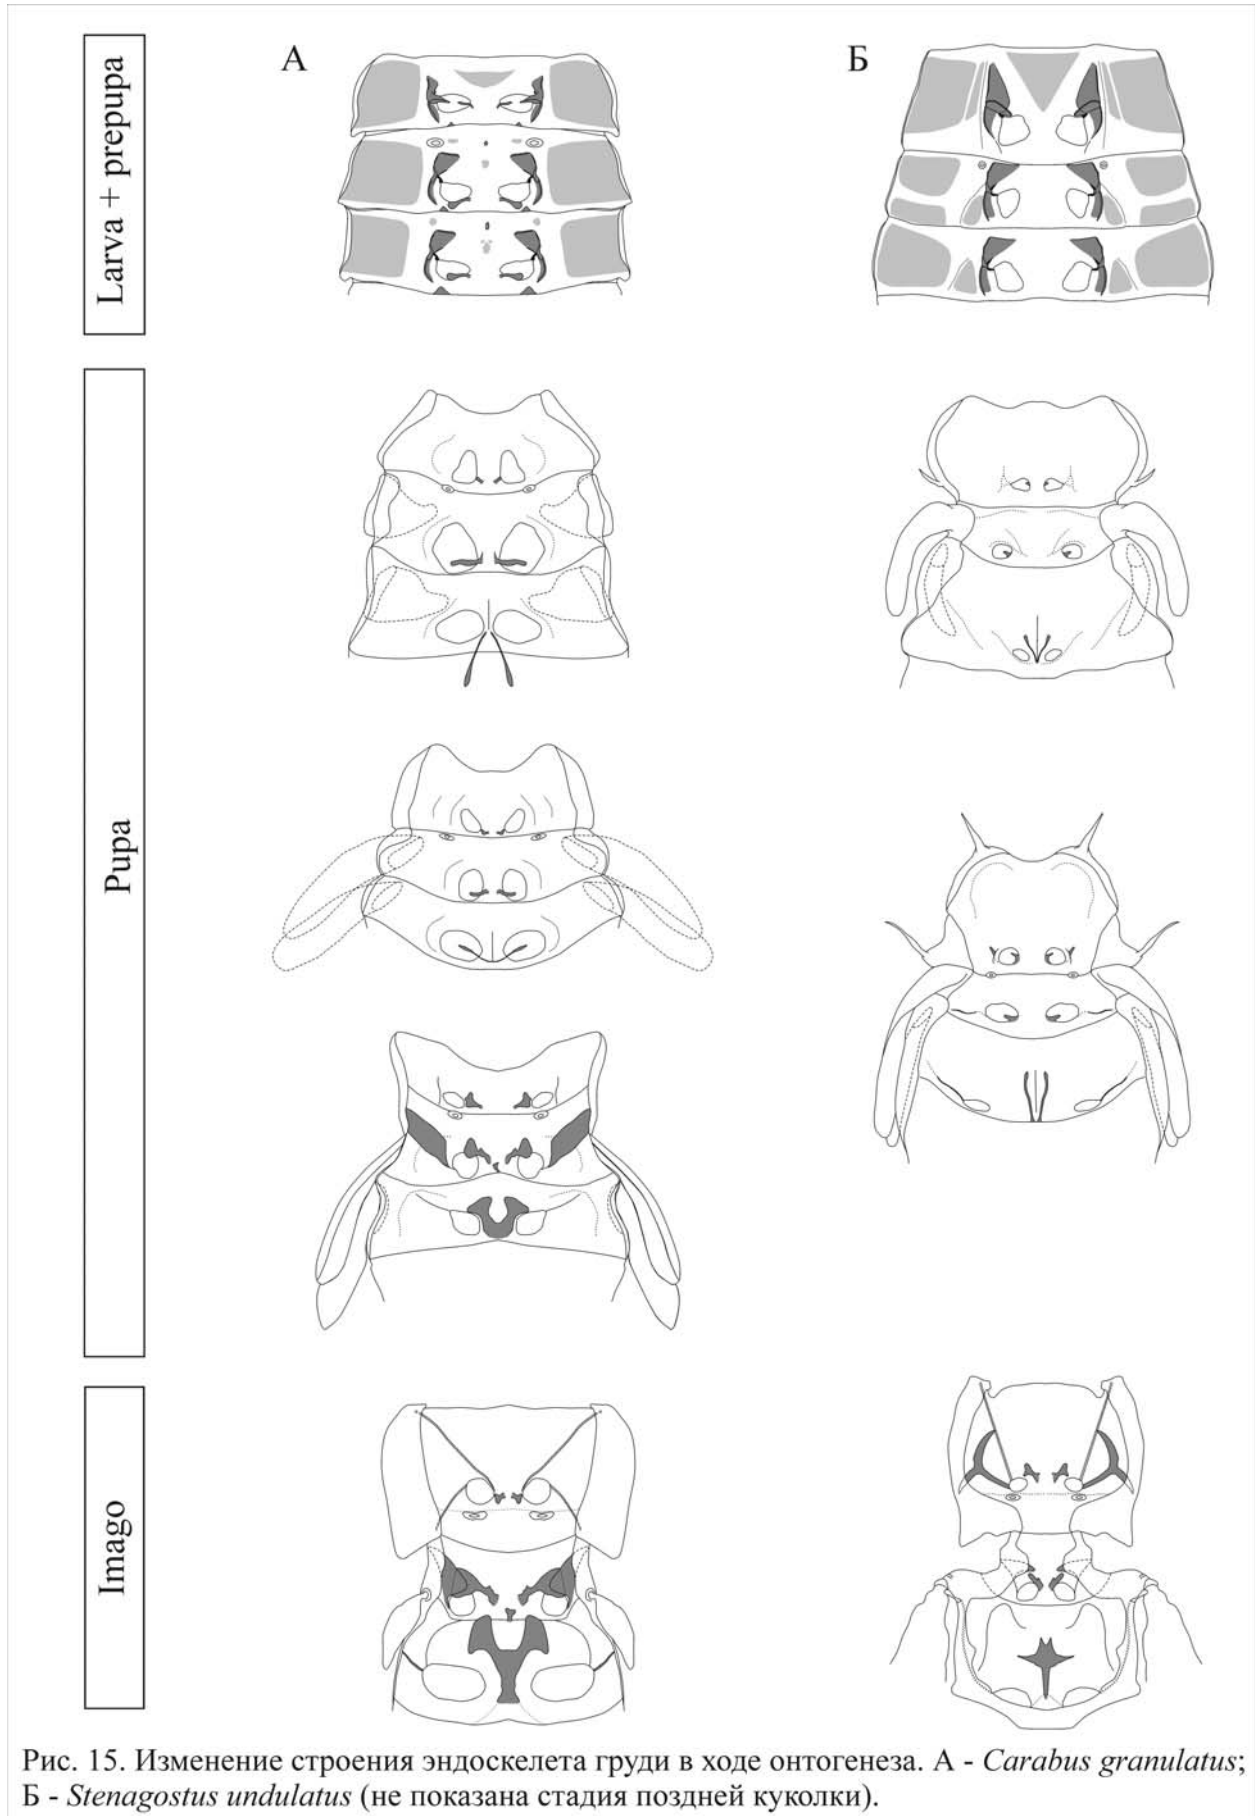 А
Б
Larva + prepupa
Pupa
Imago
Рис. 15. Изменение строения эндоскелета груди в ходе онтогенеза. А - Carabus granulatus;
Б - Stenagostus undulatus (не показана стадия поздней куколки).